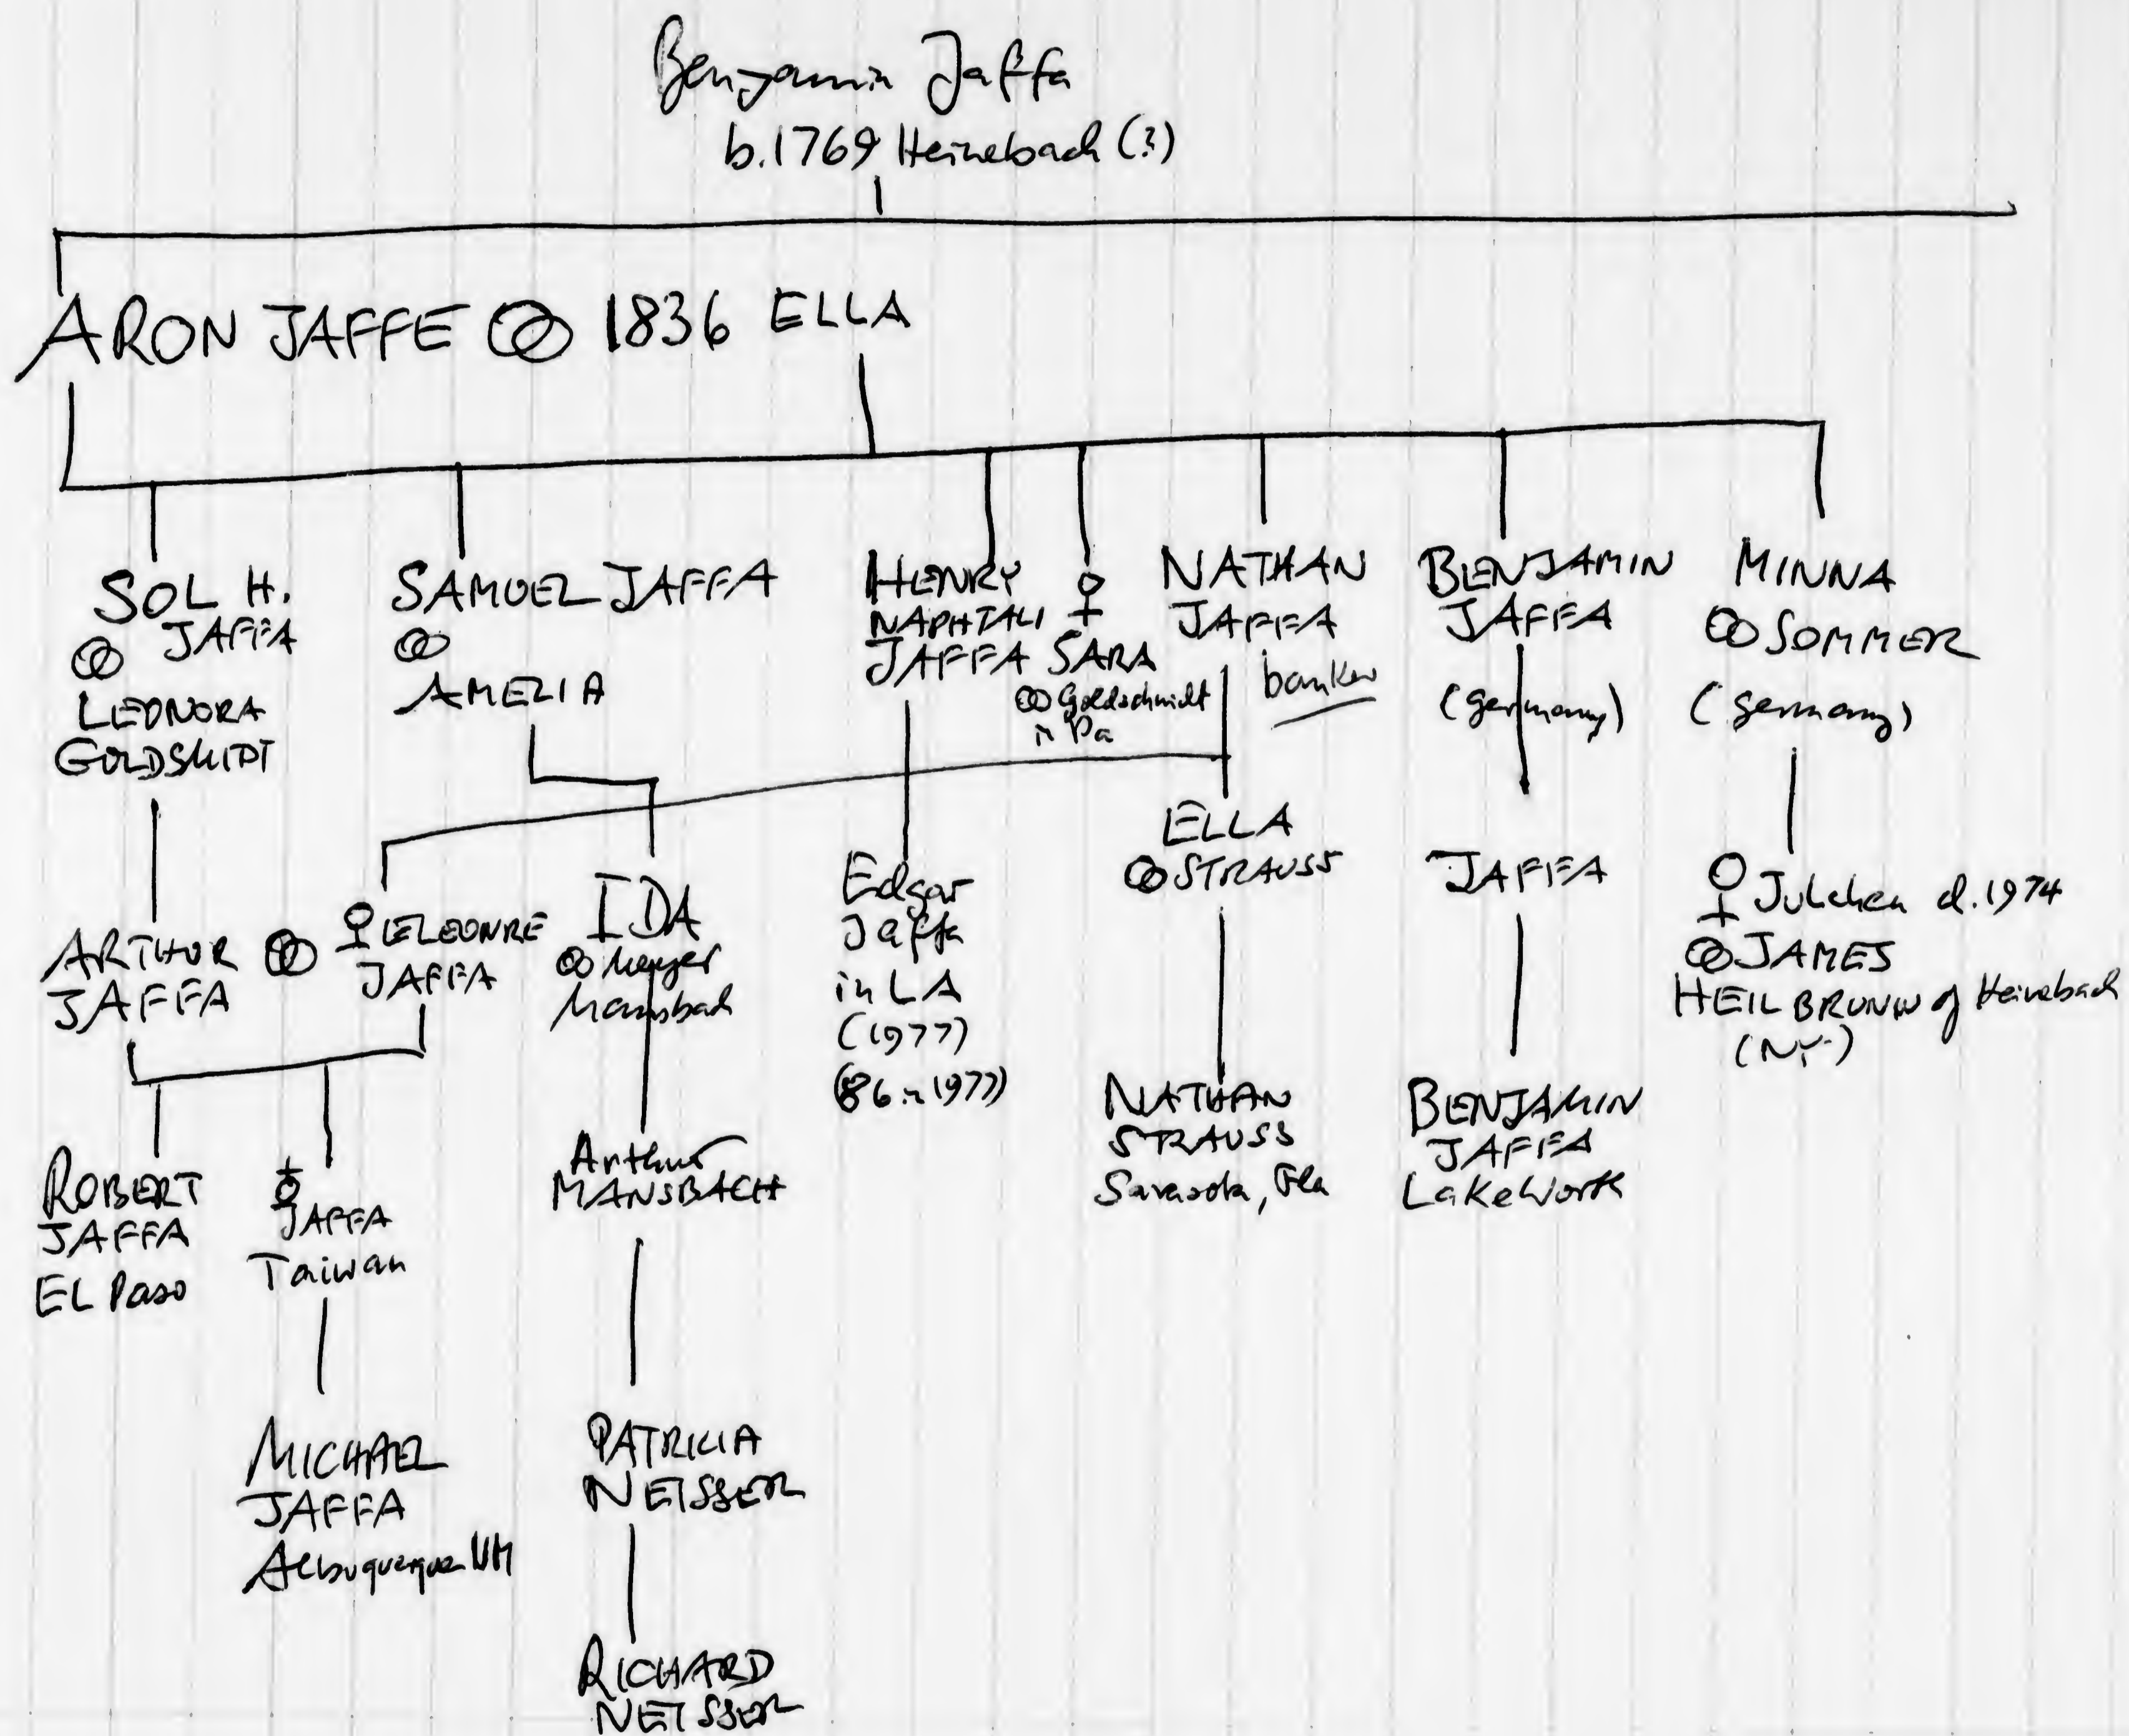 Benjamin Jaffa
b.1769 Heinebach (?)
ARON JAFFE ⚭ 1836 ELLA
SOL H.
JAFFA
⚭
LEONORA
GOLDSMIDT
SAMUEL JAFFA
⚭
AMELIA
HENRY
NAPHTALI
JAFFA
♀
SARA
⚭ Goldschmidt
in Pa
NATHAN
JAFFA
banker
BENJAMIN
JAFFA
(Germany)
MINNA
⚭ SOMMER
(Germany)
ARTHUR ⚭
JAFFA
♀
JAFFA
IDA
⚭ Meyer
Mansbach
Edgar
Jaffa
in LA
(1977)
(86 in 1977)
ELLA
⚭ STRAUSS
JAFFA
♀ Julchen d.1974
⚭ JAMES
HEILBRUNN of Heinebach
(NY)
ROBERT
JAFFA
EL Paso
♀
JAFFA
Taiwan
Arthur
MANSBACH
NATHAN
STRAUSS
Sarasota, Fla
BENJAMIN
JAFFA
Lake Worth
MICHAEL
JAFFA
Albuquerque NM
PATRICIA
NEISSER
RICHARD
NEISSER